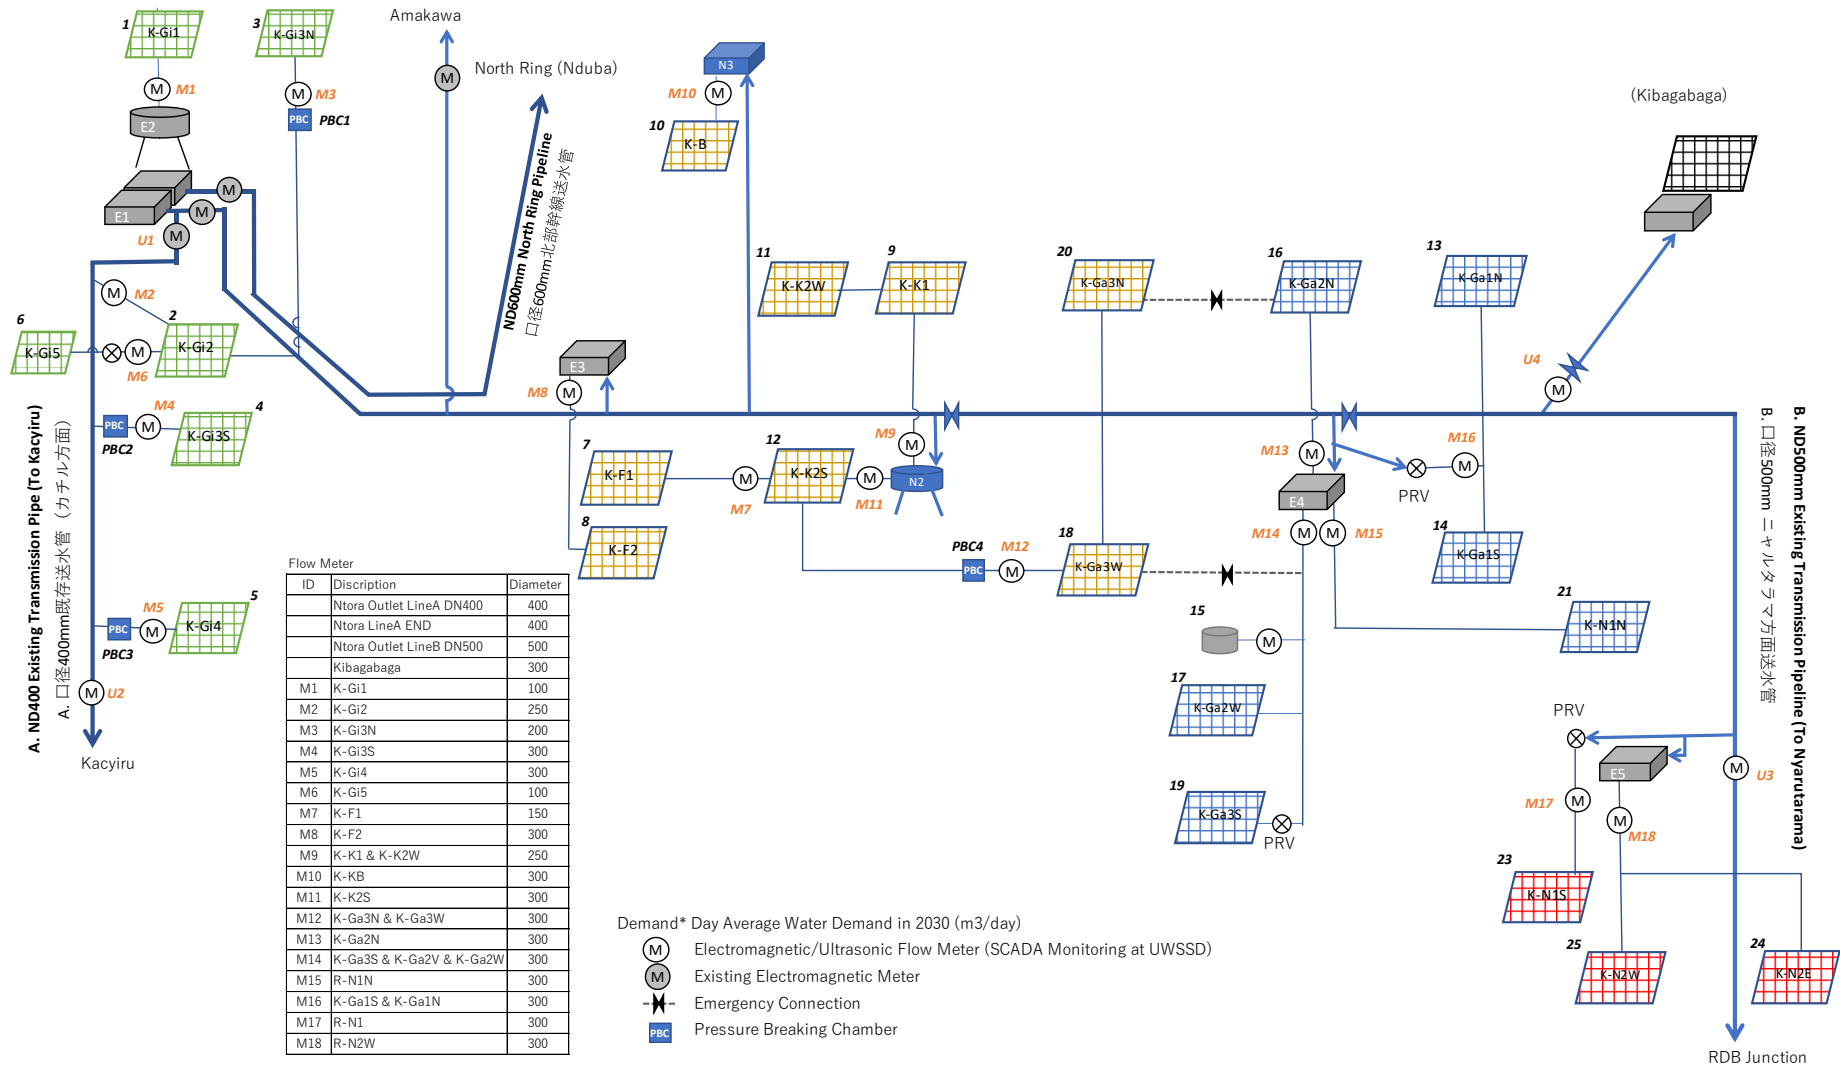 Amakawa
North Ring (Nduba)
(Kibagabaga)
1
K-Gi1
M
M1
E2
E1
M
M
M
U1
3
K-Gi3N
M
M3
PBC
PBC1
M
ND600mm North Ring Pipeline
口径600mm北部幹線送水管
N3
M10
M
10
K-B
M
M2
2
K-Gi2
6
K-Gi5
M
M6
M4
4
PBC
M
K-Gi3S
PBC2
M5
5
PBC
M
K-Gi4
PBC3
M
U2
Kacyiru
A. ND400 Existing Transmission Pipe (To Kacyiru)
A. 口径400mm既存送水管 (カチル方面)
E3
M8
M
7
K-F1
8
K-F2
M
M7
12
K-K2S
M
M11
11
K-K2W
9
K-K1
M9
M
N2
20
K-Ga3N
16
K-Ga2N
13
K-Ga1N
U4
M
M13
M
M16
M
PRV
E4
M14
M
M
M15
14
K-Ga1S
PBC4
PBC
M12
M
18
K-Ga3W
15
M
21
K-N1N
17
K-Ga2W
19
K-Ga3S
PRV
PRV
E5
M
U3
M17
M
M
M18
23
K-N1S
25
K-N2W
24
K-N2E
RDB Junction
B. ND500mm Existing Transmission Pipeline (To Nyarutarama)
B. 口径500mm ニャルタラマ方面送水管
Flow Meter
ID Discription Diameter
Ntora Outlet LineA DN400 400
Ntora LineA END 400
Ntora Outlet LineB DN500 500
Kibagabaga 300
M1 K-Gi1 100
M2 K-Gi2 250
M3 K-Gi3N 200
M4 K-Gi3S 300
M5 K-Gi4 300
M6 K-Gi5 100
M7 K-F1 150
M8 K-F2 300
M9 K-K1 & K-K2W 250
M10 K-KB 300
M11 K-K2S 300
M12 K-Ga3N & K-Ga3W 300
M13 K-Ga2N 300
M14 K-Ga3S & K-Ga2V & K-Ga2W 300
M15 R-N1N 300
M16 K-Ga1S & K-Ga1N 300
M17 R-N1 300
M18 R-N2W 300
Demand* Day Average Water Demand in 2030 (m3/day)
M Electromagnetic/Ultrasonic Flow Meter (SCADA Monitoring at UWSSD)
M Existing Electromagnetic Meter
Emergency Connection
PBC Pressure Breaking Chamber